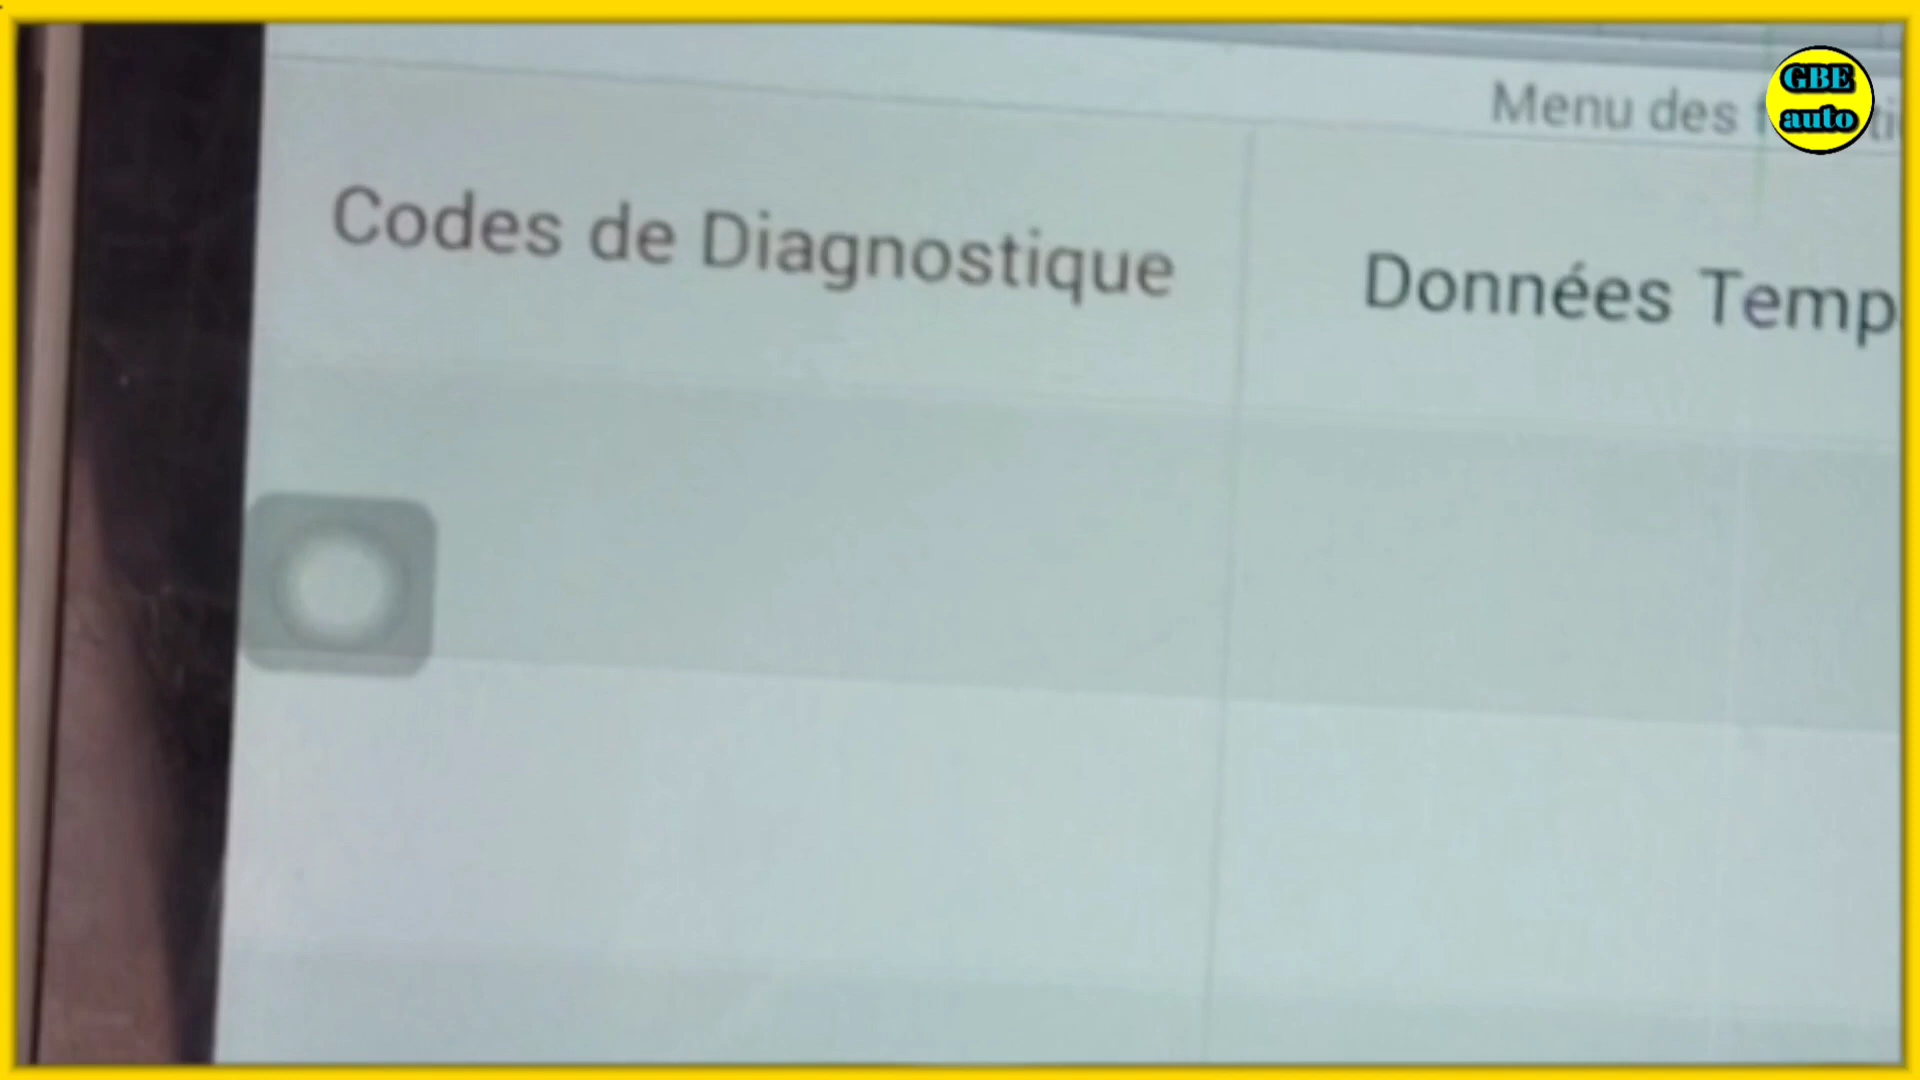 GBE
auto
Menu des
Codes de Diagnostique
Données Temp